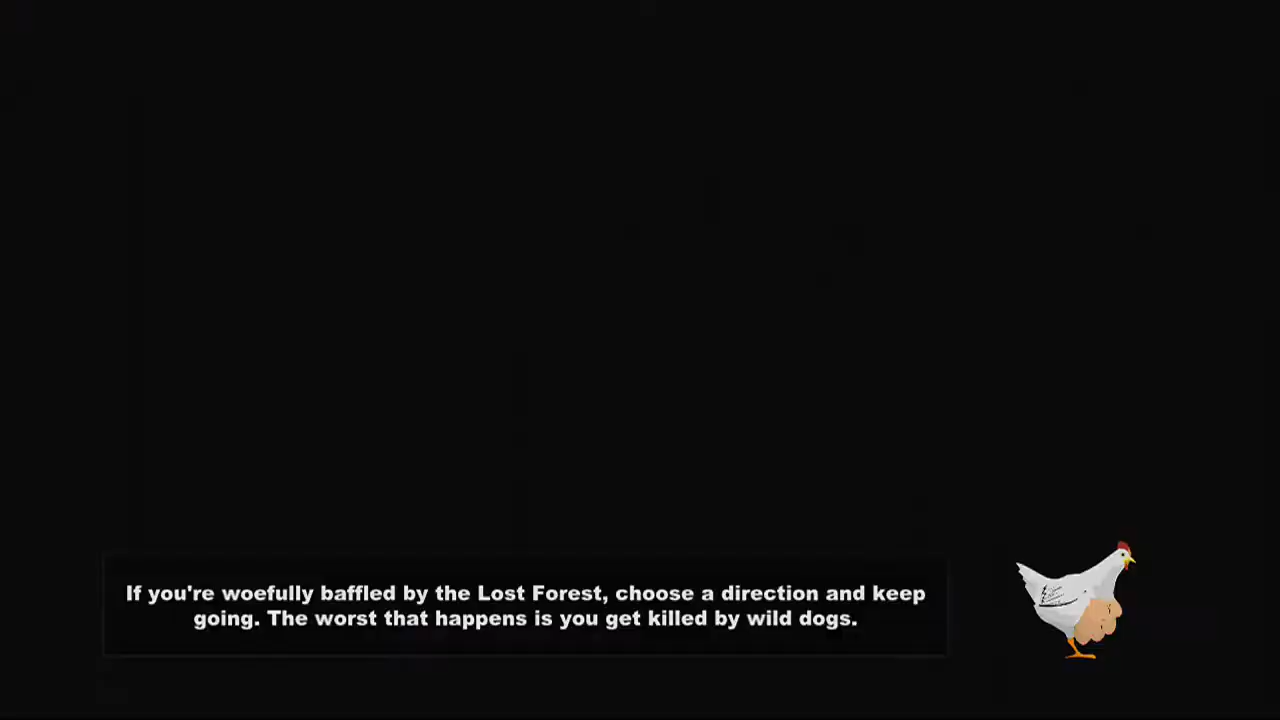 If you're woefully baffled by the Lost Forest, choose a direction and keep
going. The worst that happens is you get killed by wild dogs.